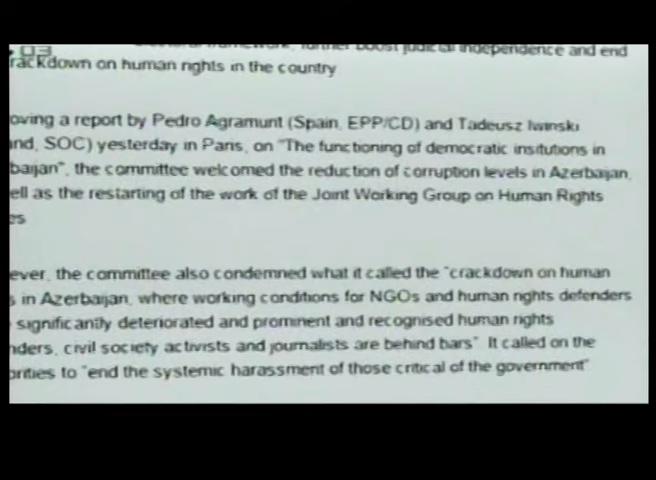 03
framework, further boost judicial independence and end
rackdown on human rights in the country
oving a report by Pedro Agramunt (Spain, EPP/CD) and Tadeusz Iwinski
and, SOC) yesterday in Paris, on "The functioning of democratic insitutions in
baijan", the committee welcomed the reduction of corruption levels in Azerbaijan,
ell as the restarting of the work of the Joint Working Group on Human Rights
es
ever, the committee also condemned what it called the "crackdown on human
s in Azerbaijan, where working conditions for NGOs and human rights defenders
significantly deteriorated and prominent and recognised human rights
nders, civil society activists and journalists are behind bars" It called on the
orities to "end the systemic harassment of those critical of the government"